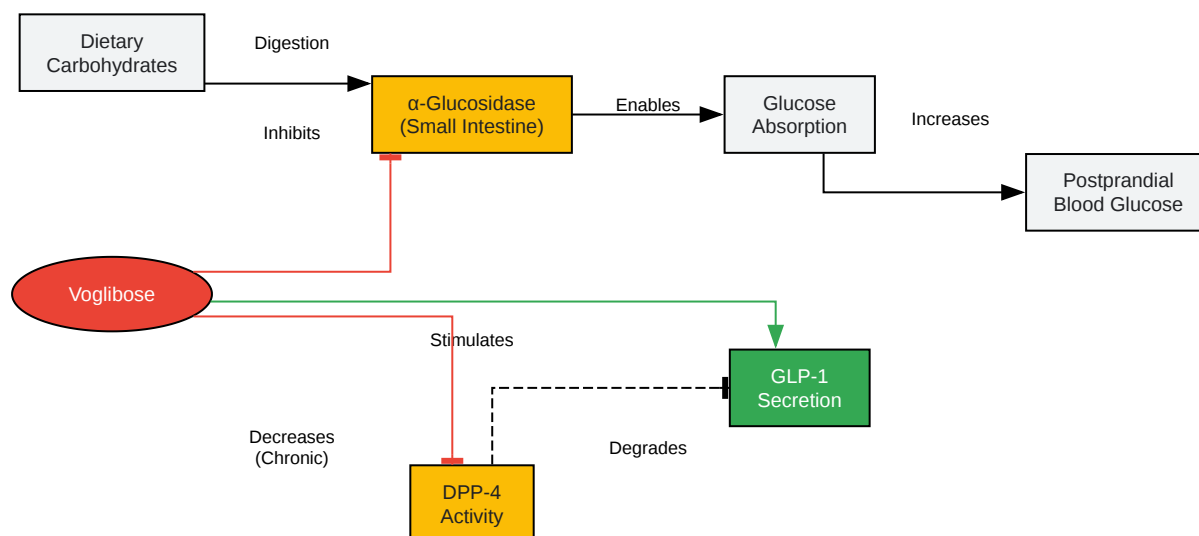 Dietary
Carbohydrates
Digestion
α-Glucosidase
(Small Intestine)
Enables
Glucose
Absorption
Increases
Inhibits
Postprandial
Blood Glucose
Voglibose
Stimulates
GLP-1
Secretion
Decreases
(Chronic)
Degrades
DPP-4
Activity